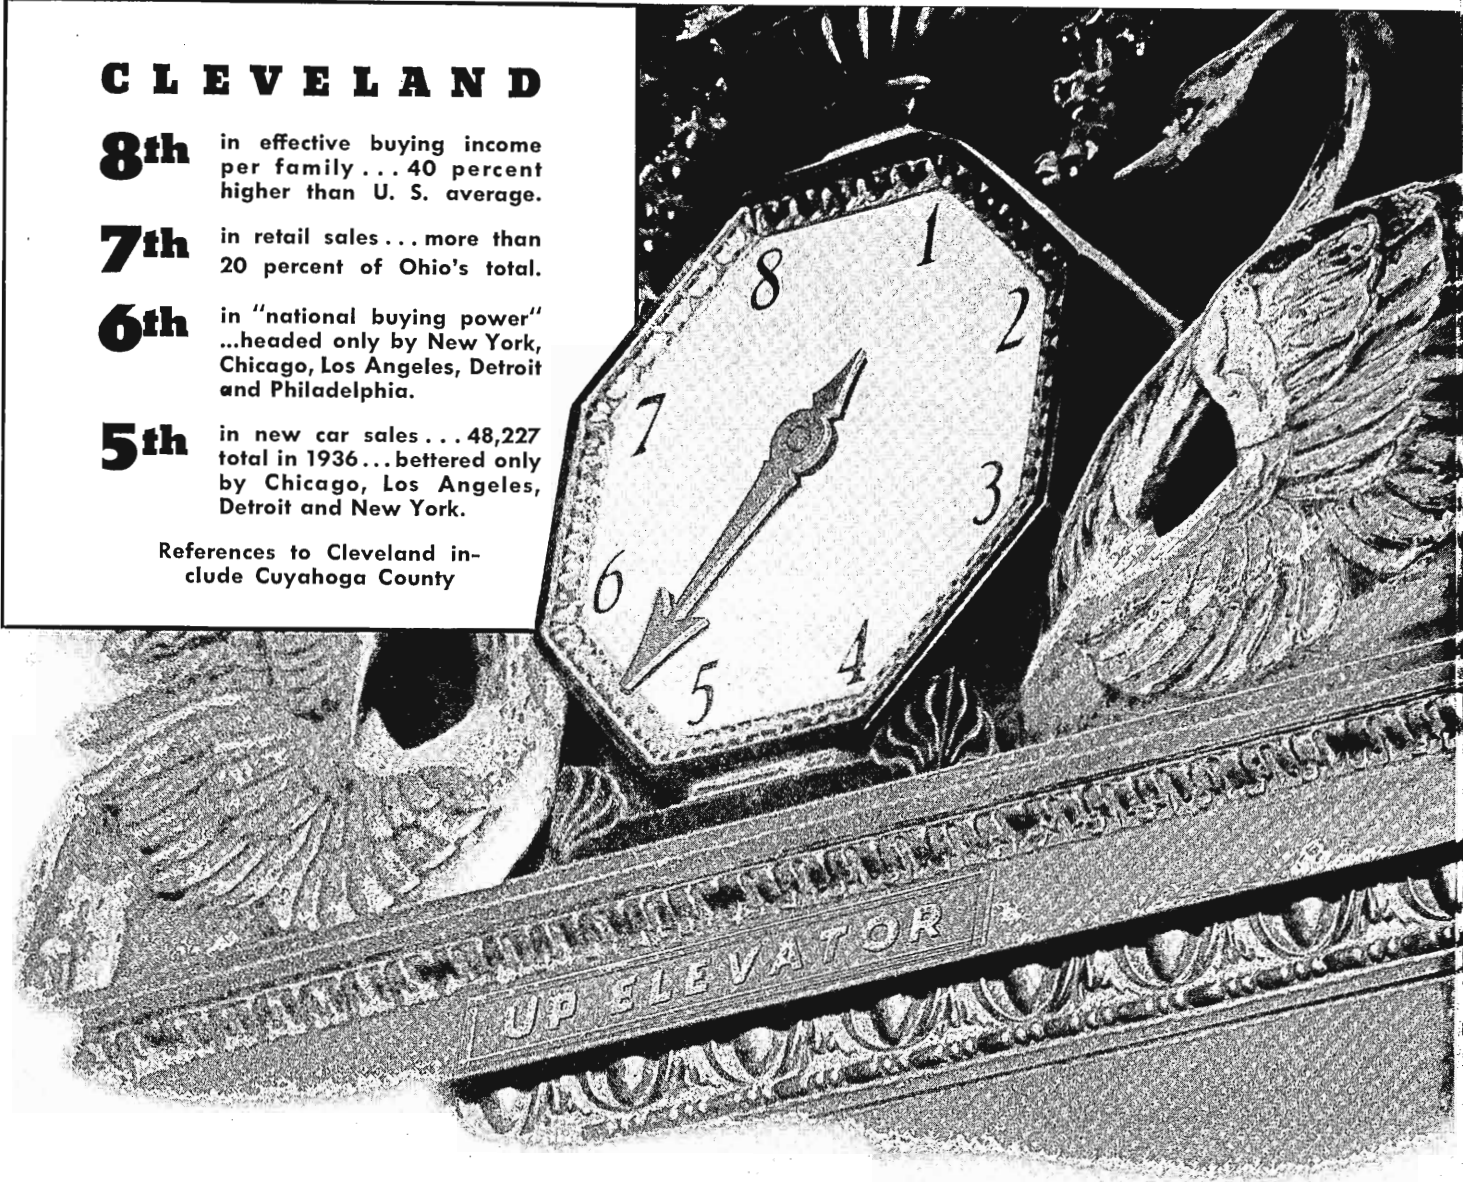 CLEVELAND
8th in effective buying income
per family . . . 40 percent
higher than U. S. average.
7th in retail sales . . . more than
20 percent of Ohio's total.
6th in "national buying power"
...headed only by New York,
Chicago, Los Angeles, Detroit
and Philadelphia.
5th in new car sales . . . 48,227
total in 1936 . . . bettered only
by Chicago, Los Angeles,
Detroit and New York.
References to Cleveland in-
clude Cuyahoga County
1
2
3
4
5
6
7
8
UP ELEVATOR